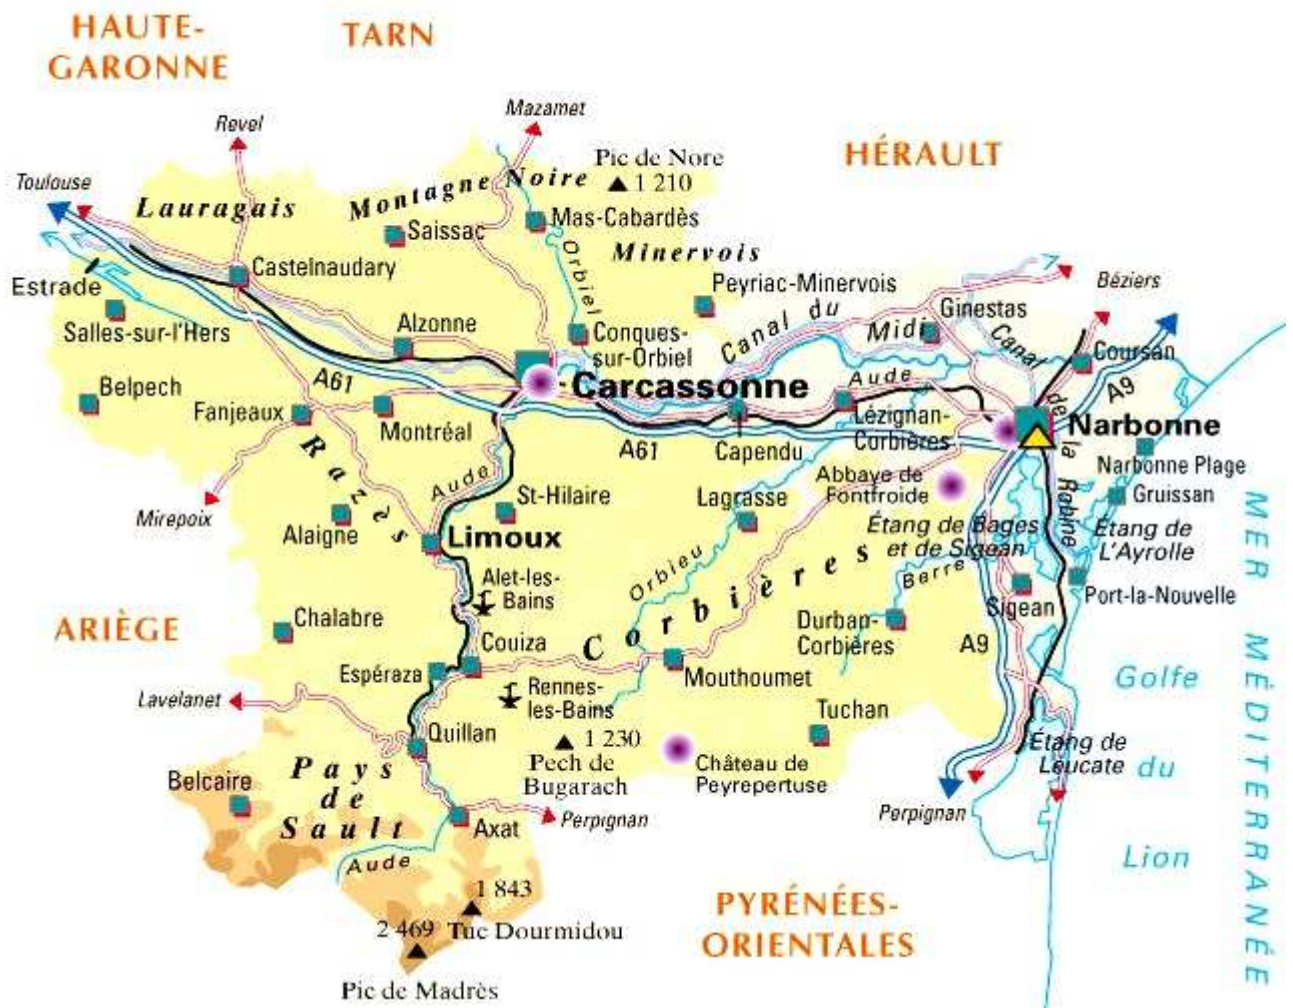 HAUTE-
GARONNE
TARN
Mazamet
Revel
HÉRAULT
Pic de Nore
1 210
Toulouse
Lauragais
Montagne Noire
Mas-Cabardès
Saissac
Orbiel
Minervois
Castelnaudary
Peyriac-Minervois
Béziers
Estrade
Salles-sur-l'Hers
Alzonne
Conques-
sur-Orbiel
Canal du
Midi
Ginestas
Canal
de
la
Robine
Coursan
A61
Carcassonne
Aude
A9
Belpech
Fanjeaux
Montréal
A61
Capendu
Lézignan-
Corbières
Narbonne
Narbonne Plage
Razès
Aude
St-Hilaire
Lagrasse
Abbaye de
Fontfroide
Gruissan
Mirepoix
Alaigne
Limoux
Étang de Bages
et de Sigean
Étang de
L'Ayrolle
Orbieu
Berre
Alet-les-
Bains
Corbières
Sigean
Port-la-Nouvelle
ARIÈGE
Chalabre
Couiza
Durban-
Corbières
A9
Espéraza
Mouthoumet
Lavelanet
Rennes-
les-Bains
Tuchan
Golfe
du
Lion
MER MÉDITERRANÉE
Quillan
1 230
Pech de
Bugarach
Château de
Peyrepertuse
Étang de
Leucate
Belcaire
Pays
de
Sault
Axat
Perpignan
Perpignan
Aude
1 843
Tuc Dourmidou
2 469
Pic de Madrès
PYRÉNÉES-
ORIENTALES